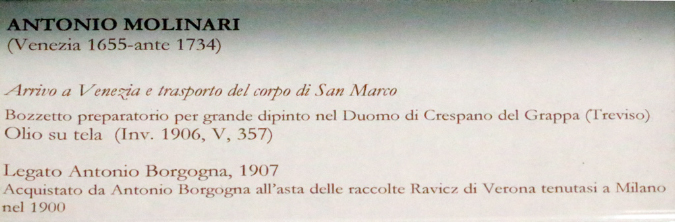 ANTONIO MOLINARI
(Venezia 1655-ante 1734)
Arrivo a Venezia e trasporto del corpo di San Marco
Bozzetto preparatorio per grande dipinto nel Duomo di Crespano del Grappa (Treviso)
Olio su tela (Inv. 1906, V, 357)
Legato Antonio Borgogna, 1907
Acquistato da Antonio Borgogna all'asta delle raccolte Ravicz di Verona tenutasi a Milano
nel 1900